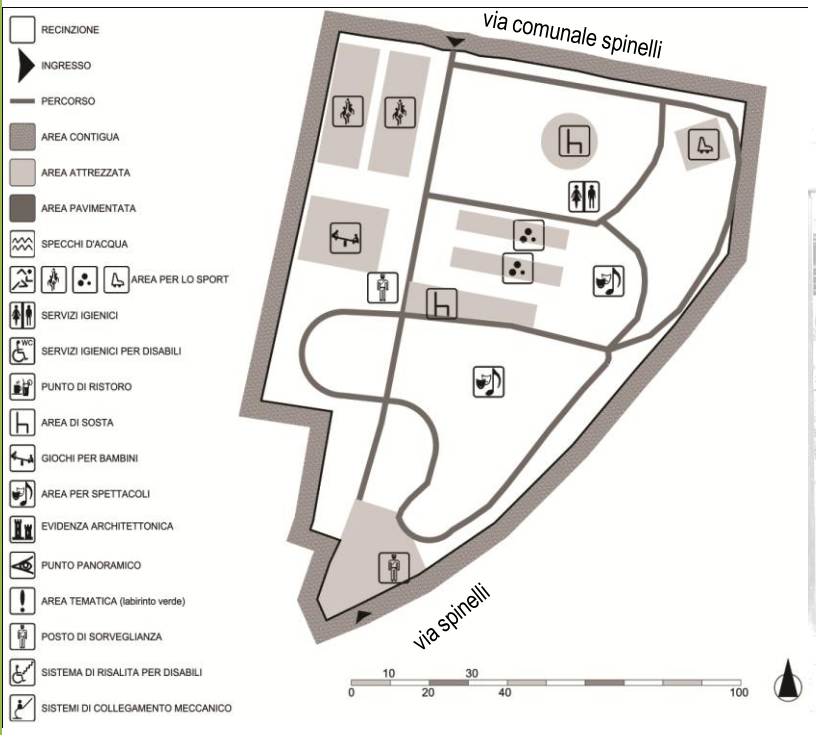 RECINZIONE
INGRESSO
PERCORSO
AREA CONTIGUA
AREA ATTREZZATA
AREA PAVIMENTATA
SPECCHI D'ACQUA
AREA PER LO SPORT
SERVIZI IGIENICI
WC
SERVIZI IGIENICI PER DISABILI
PUNTO DI RISTORO
AREA DI SOSTA
GIOCHI PER BAMBINI
AREA PER SPETTACOLI
EVIDENZA ARCHITETTONICA
PUNTO PANORAMICO
AREA TEMATICA (labirinto verde)
POSTO DI SORVEGLIANZA
SISTEMA DI RISALITA PER DISABILI
SISTEMI DI COLLEGAMENTO MECCANICO
via comunale spinelli
via spinelli
10 30
0 20 40 100